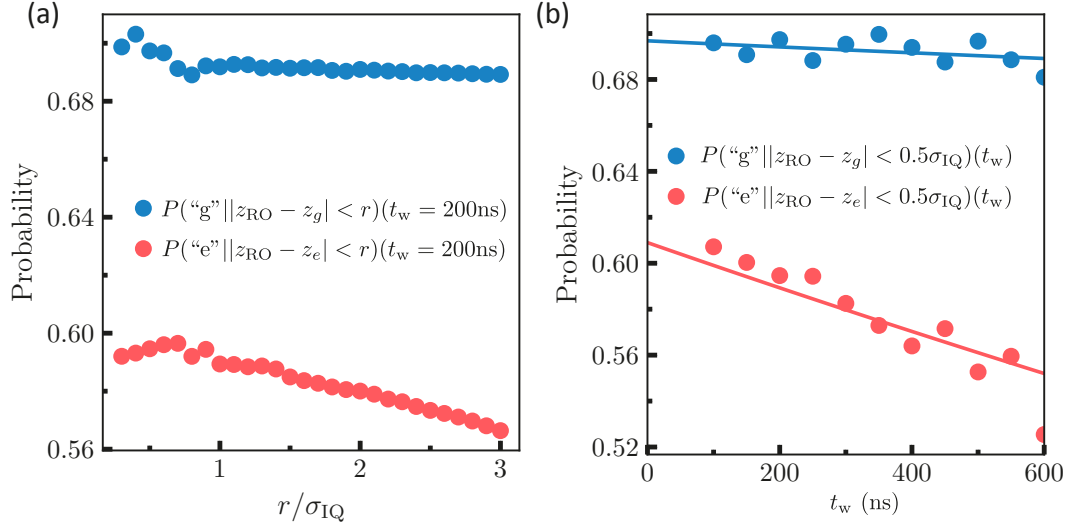 (a)
Probability
0.68
0.64
0.60
0.56
P(“g”||z_RO − z_g| < r)(t_w = 200ns)
P(“e”||z_RO − z_e| < r)(t_w = 200ns)
1
2
3
r/σ_IQ
(b)
Probability
0.68
0.64
0.60
0.56
0.52
P(“g”||z_RO − z_g| < 0.5σ_IQ)(t_w)
P(“e”||z_RO − z_e| < 0.5σ_IQ)(t_w)
0
200
400
600
t_w (ns)